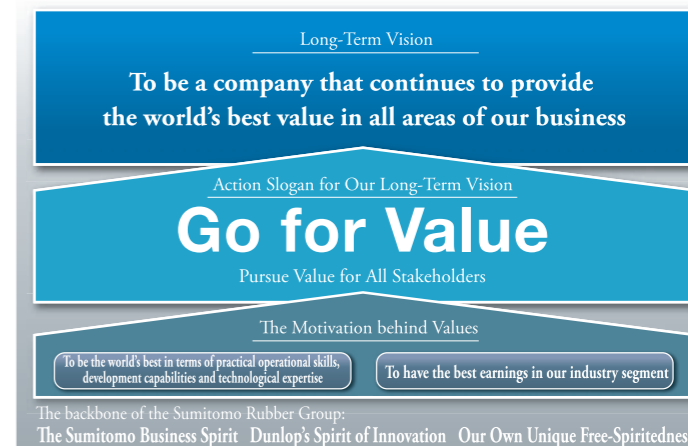 Long-Term Vision
To be a company that continues to provide
the world's best value in all areas of our business
Action Slogan for Our Long-Term Vision
Go for Value
Pursue Value for All Stakeholders
The Motivation behind Values
To be the world's best in terms of practical operational skills,
development capabilities and technological expertise
To have the best earnings in our industry segment
The backbone of the Sumitomo Rubber Group:
The Sumitomo Business Spirit Dunlop's Spirit of Innovation Our Own Unique Free-Spiritednes